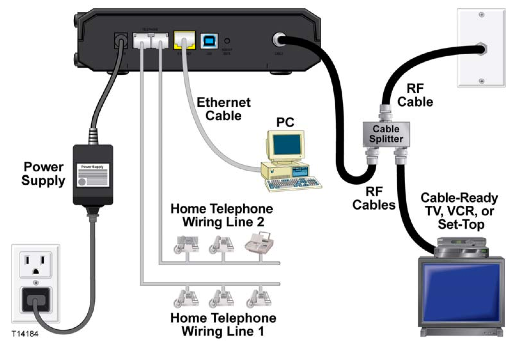 RF
Cable
Ethernet
Cable
PC
Cable
Splitter
Power
Supply
Power Supply
RF
Cables
Cable-Ready
TV, VCR, or
Set-Top
Home Telephone
Wiring Line 2
Home Telephone
Wiring Line 1
T14184